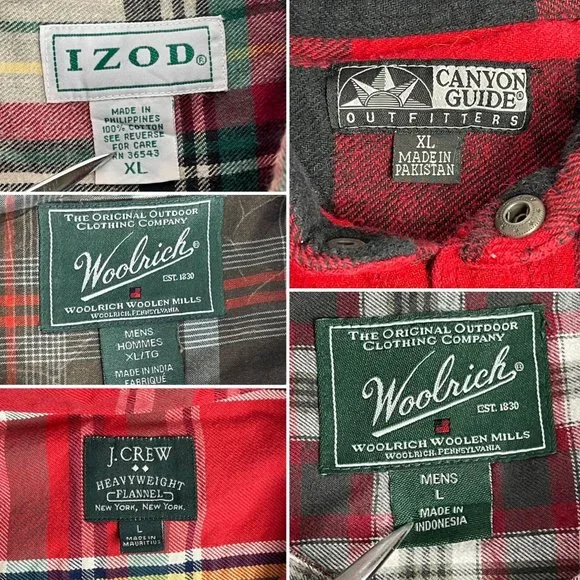 IZOD®
MADE IN
PHILIPPINES
100% COTTON
SEE REVERSE
FOR CARE
RN 36543
XL
CANYON
GUIDE®
OUTFITTERS
XL
MADE IN
PAKISTAN
THE ORIGINAL OUTDOOR
CLOTHING COMPANY
Woolrich®
EST. 1830
WOOLRICH WOOLEN MILLS
WOOLRICH, PENNSYLVANIA
MENS
HOMMES
XL/TG
MADE IN INDIA
FABRIQUÉ
THE ORIGINAL OUTDOOR
CLOTHING COMPANY
Woolrich®
EST. 1830
WOOLRICH WOOLEN MILLS
WOOLRICH, PENNSYLVANIA
MENS
L
MADE IN
INDONESIA
J. CREW
HEAVYWEIGHT
FLANNEL
NEW YORK, NEW YORK.
L
MADE IN
MAURITIUS